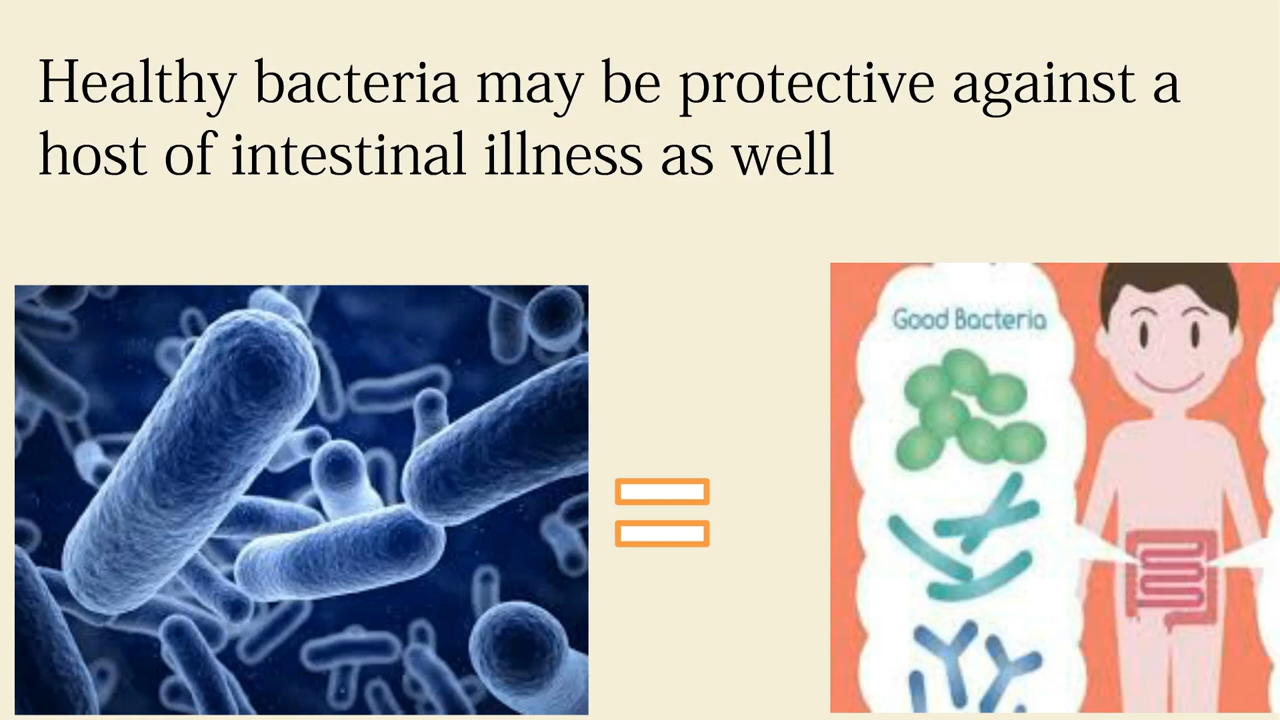 Healthy bacteria may be protective against a
host of intestinal illness as well
Good Bacteria